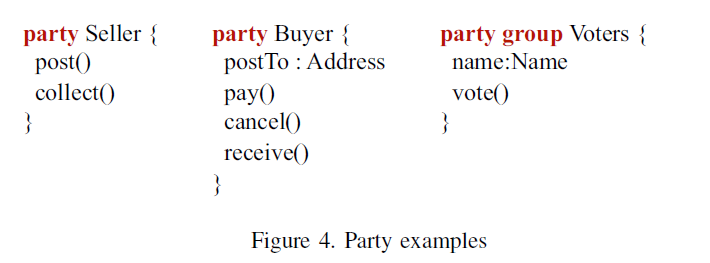 party Seller {
post()
collect()
}
party Buyer {
postTo : Address
pay()
cancel()
receive()
}
party group Voters {
name:Name
vote()
}
Figure 4. Party examples